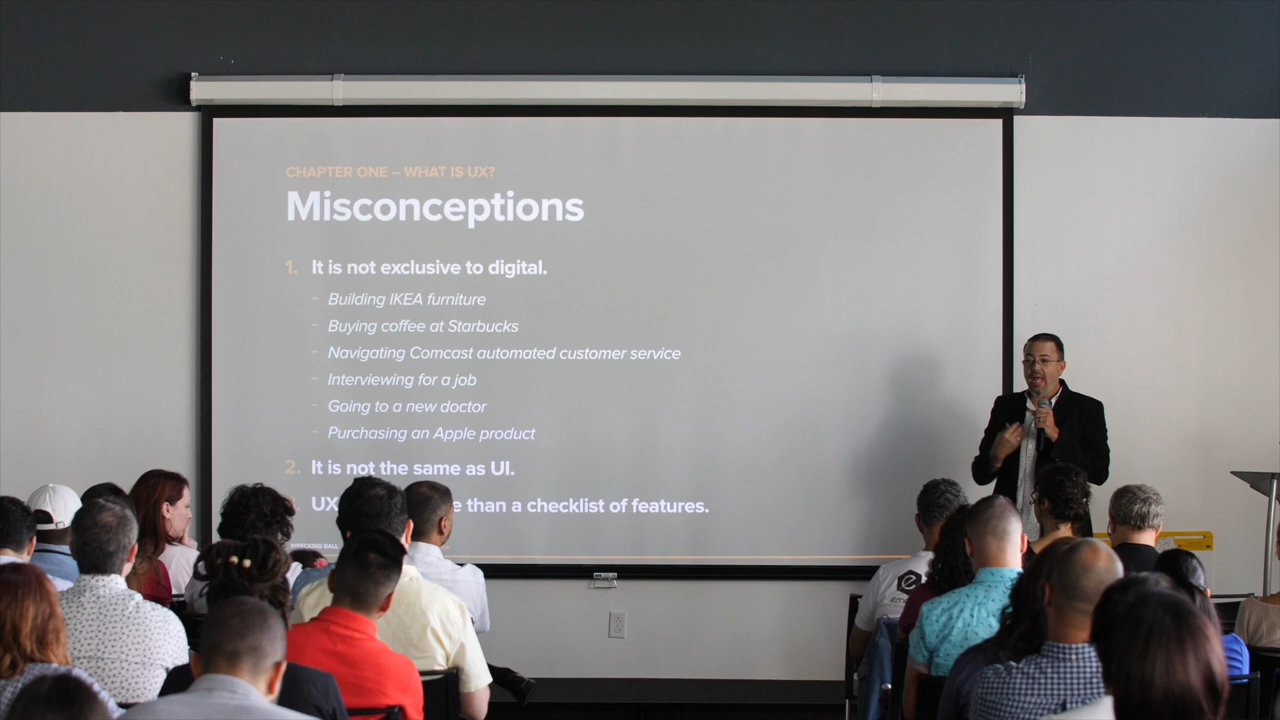 CHAPTER ONE – WHAT IS UX?
Misconceptions
1. It is not exclusive to digital.
– Building IKEA furniture
– Buying coffee at Starbucks
– Navigating Comcast automated customer service
– Interviewing for a job
– Going to a new doctor
– Purchasing an Apple product
2. It is not the same as UI.
UX than a checklist of features.
WRECKING BALL